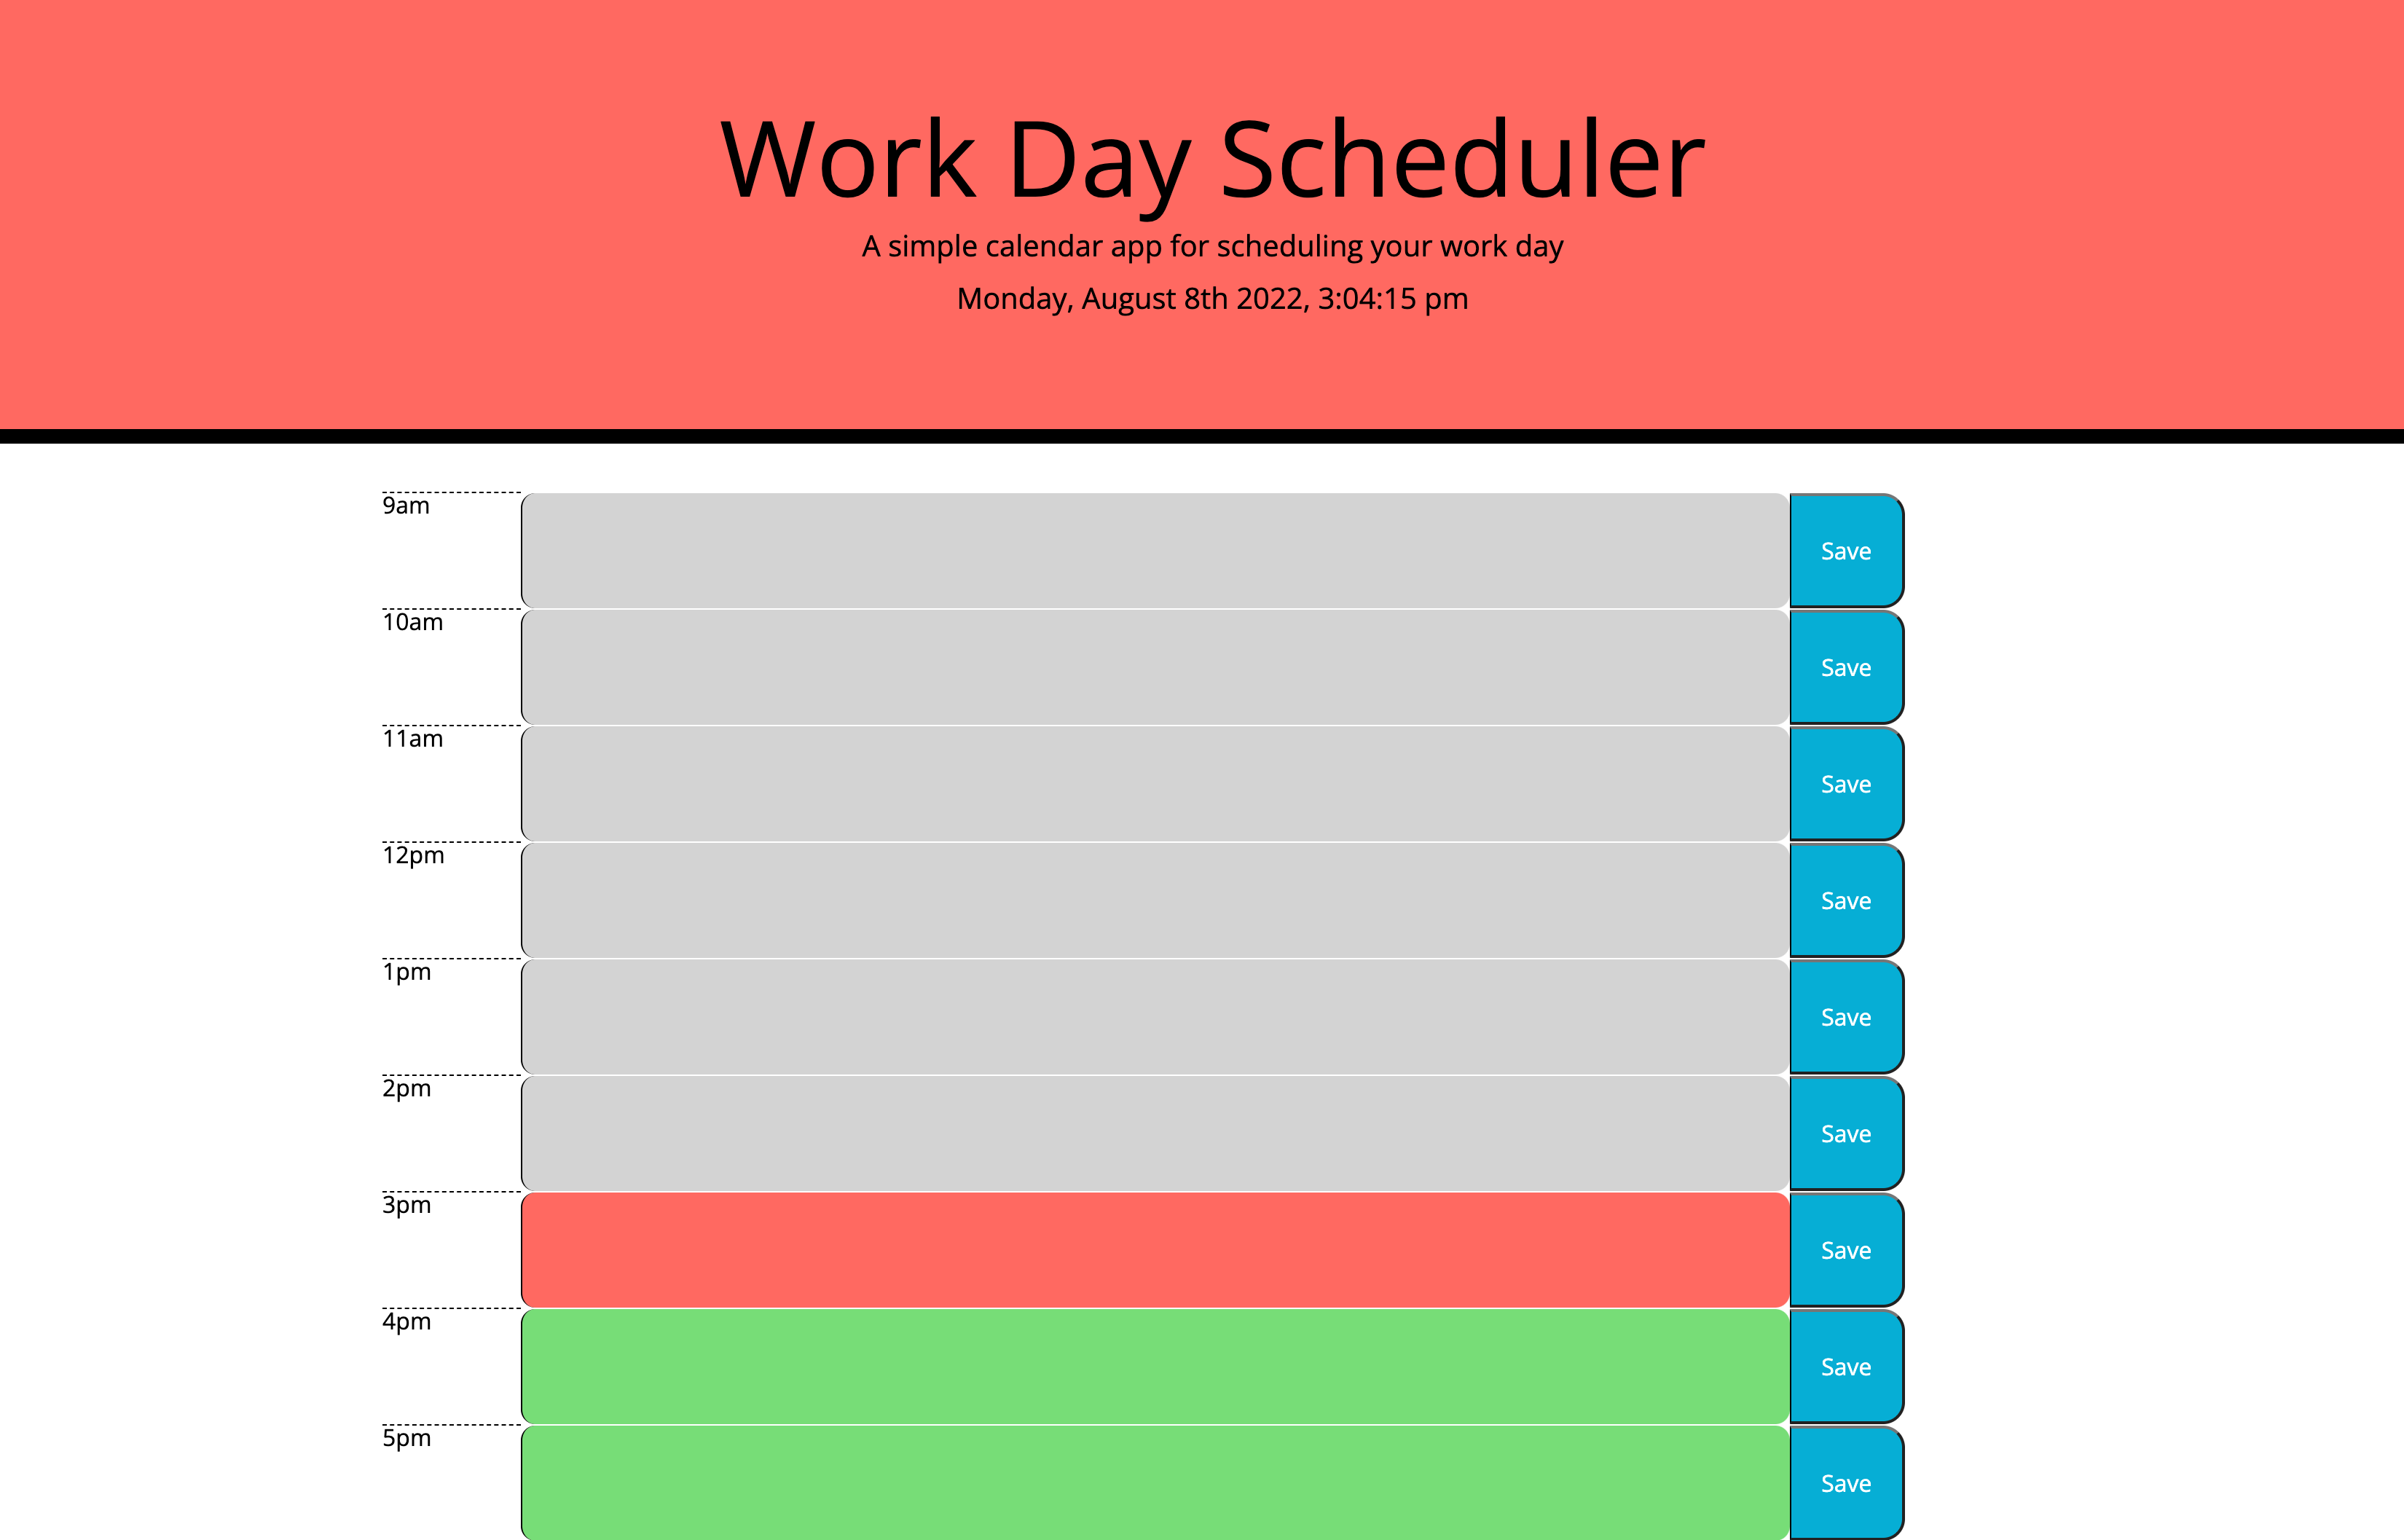 Work Day Scheduler
A simple calendar app for scheduling your work day
Monday, August 8th 2022, 3:04:15 pm
9am
Save
10am
Save
11am
Save
12pm
Save
1pm
Save
2pm
Save
3pm
Save
4pm
Save
5pm
Save